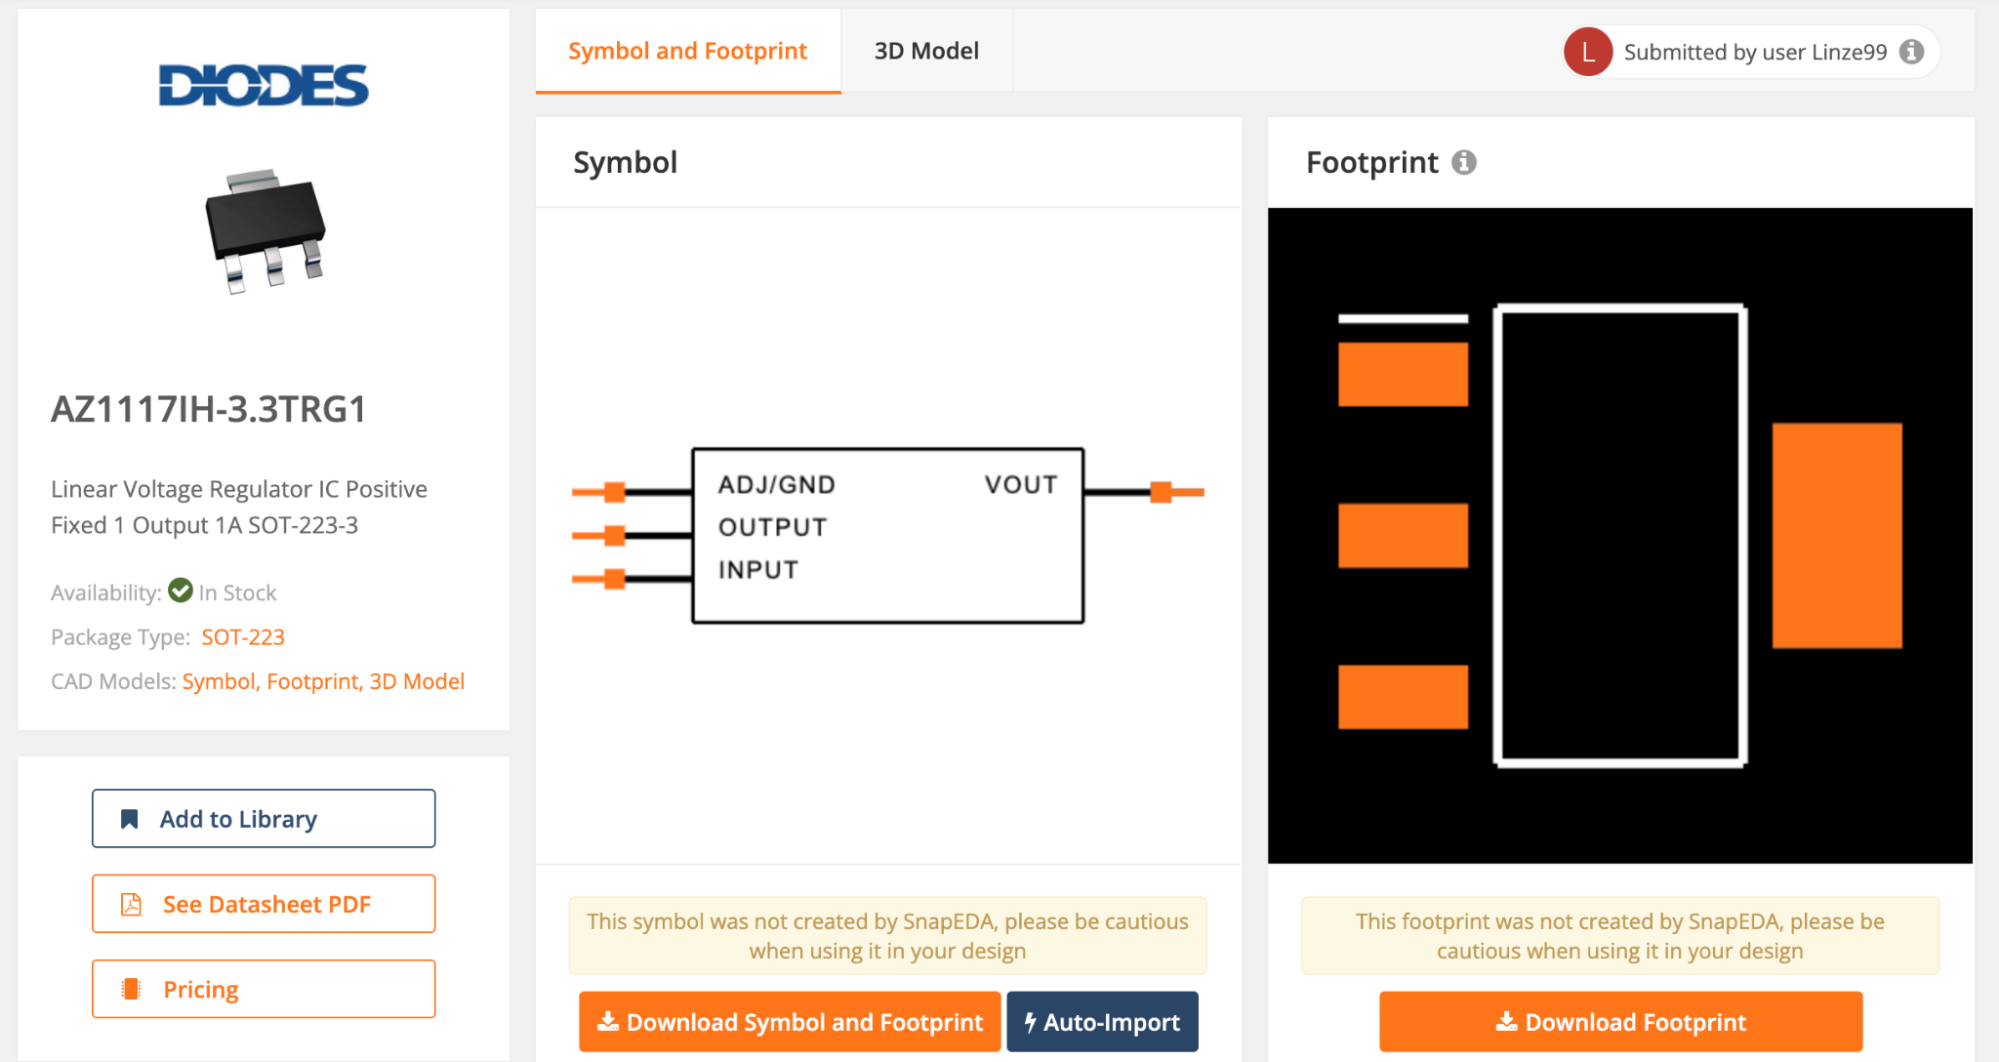 DIODES
AZ1117IH-3.3TRG1
Linear Voltage Regulator IC Positive
Fixed 1 Output 1A SOT-223-3
Availability: In Stock
Package Type: SOT-223
CAD Models: Symbol, Footprint, 3D Model
Add to Library
See Datasheet PDF
Pricing
Symbol and Footprint
3D Model
L
Submitted by user Linze99
Symbol
ADJ/GND
VOUT
OUTPUT
INPUT
This symbol was not created by SnapEDA, please be cautious
when using it in your design
Download Symbol and Footprint
Auto-Import
Footprint
This footprint was not created by SnapEDA, please be
cautious when using it in your design
Download Footprint